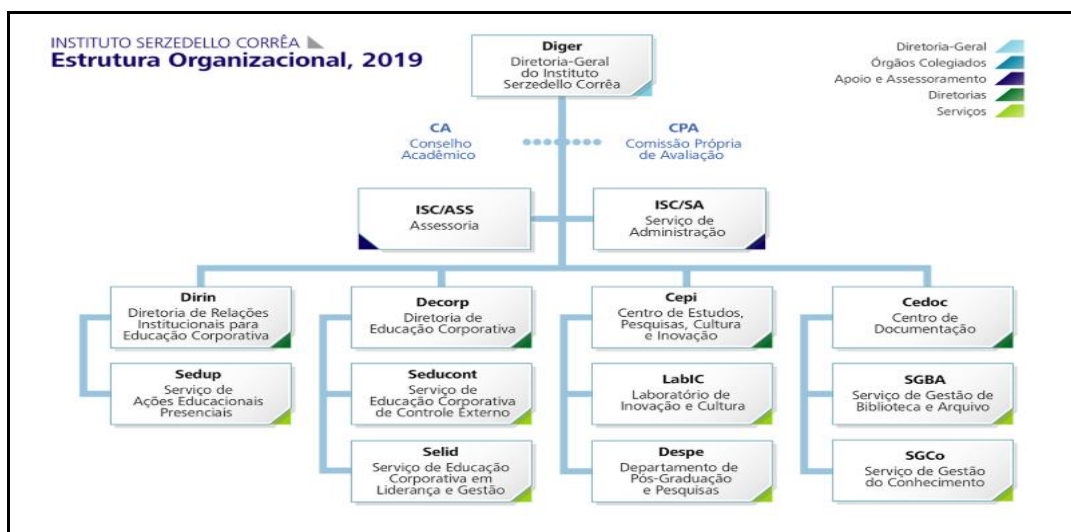 INSTITUTO SERZEDELLO CORRÊA
Estrutura Organizacional, 2019
Diger
Diretoria-Geral
do Instituto
Serzedello Corrêa
Diretoria-Geral
Órgãos Colegiados
Apoio e Assessoramento
Diretorias
Serviços
CA
Conselho
Acadêmico
CPA
Comissão Própria
de Avaliação
ISC/ASS
Assessoria
ISC/SA
Serviço de
Administração
Dirin
Diretoria de Relações
Institucionais para
Educação Corporativa
Decorp
Diretoria de
Educação Corporativa
Cepi
Centro de Estudos,
Pesquisas, Cultura
e Inovação
Cedoc
Centro de
Documentação
Sedup
Serviço de
Ações Educacionais
Presenciais
Seducont
Serviço de
Educação Corporativa
de Controle Externo
LabIC
Laboratório de
Inovação e Cultura
SGBA
Serviço de Gestão de
Biblioteca e Arquivo
Selid
Serviço de Educação
Corporativa em
Liderança e Gestão
Despe
Departamento de
Pós-Graduação
e Pesquisas
SGCo
Serviço de Gestão
do Conhecimento